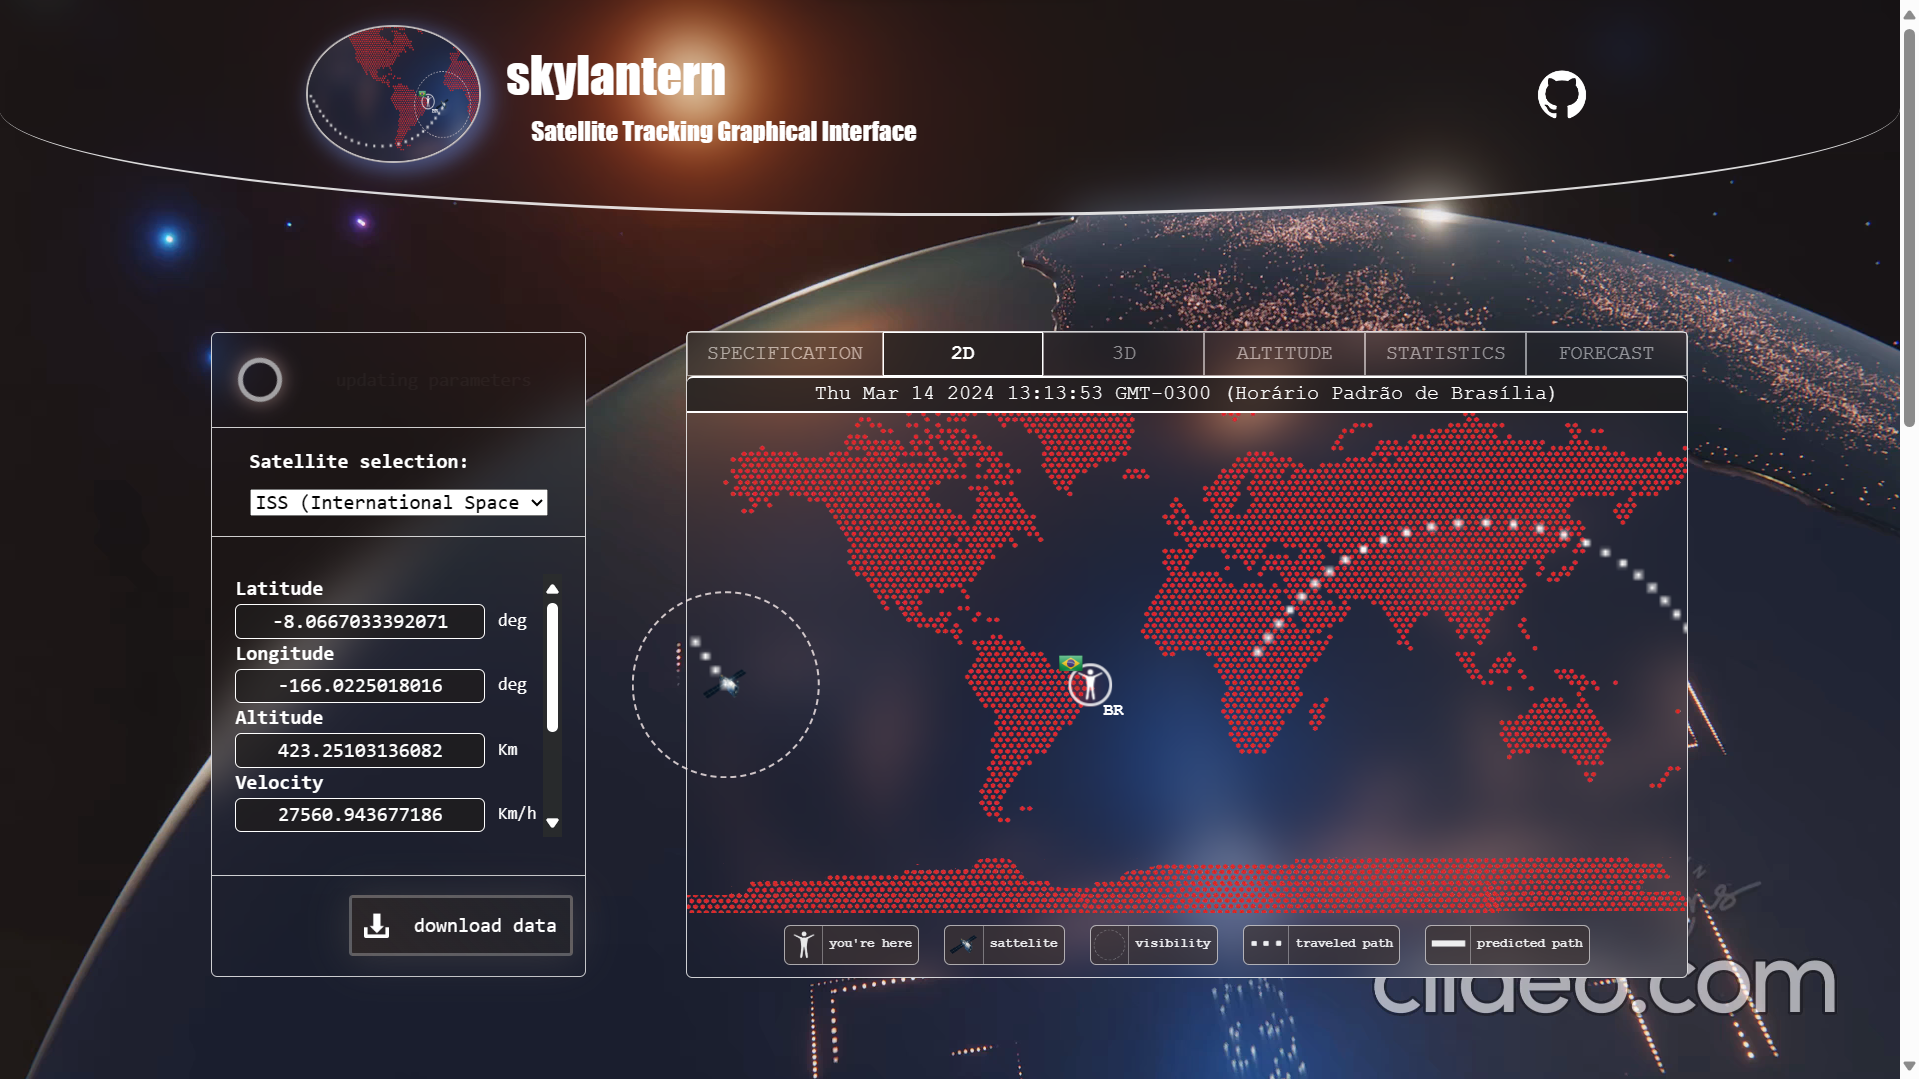 skylantern
Satellite Tracking Graphical Interface
updating parameters
Satellite selection:
ISS (International Space
Latitude
-8.0667033392071 deg
Longitude
-166.0225018016 deg
Altitude
423.25103136082 Km
Velocity
27560.943677186 Km/h
download data
SPECIFICATION 2D 3D ALTITUDE STATISTICS FORECAST
Thu Mar 14 2024 13:13:53 GMT-0300 (Horário Padrão de Brasília)
BR
you're here sattelite visibility traveled path predicted path
clideo.com